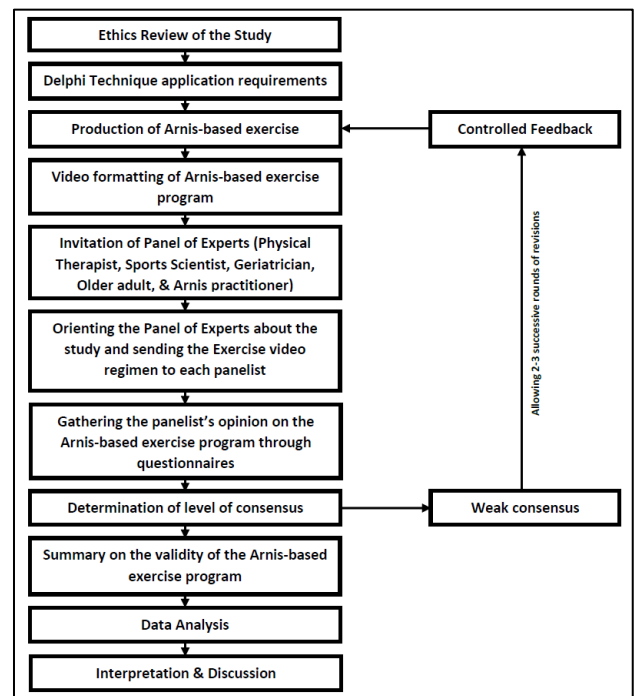 Ethics Review of the Study
Delphi Technique application requirements
Production of Arnis-based exercise
Controlled Feedback
Video formatting of Arnis-based exercise
program
Invitation of Panel of Experts (Physical
Therapist, Sports Scientist, Geriatrician,
Older adult, & Arnis practitioner)
Orienting the Panel of Experts about the
study and sending the Exercise video
regimen to each panelist
Allowing 2-3 successive rounds of revisions
Gathering the panelist's opinion on the
Arnis-based exercise program through
questionnaires
Determination of level of consensus
Weak consensus
Summary on the validity of the Arnis-based
exercise program
Data Analysis
Interpretation & Discussion